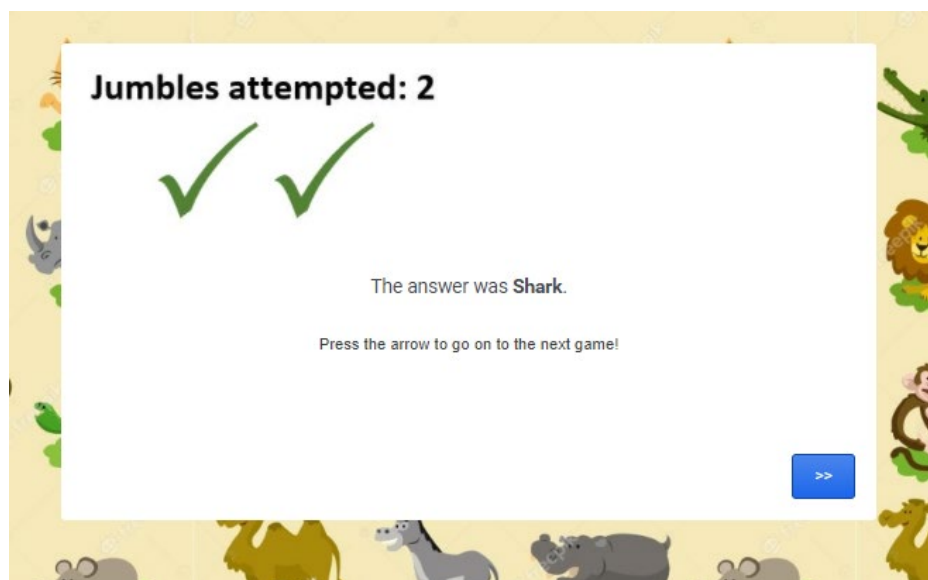 Jumbles attempted: 2
The answer was Shark.
Press the arrow to go on to the next game!
>>